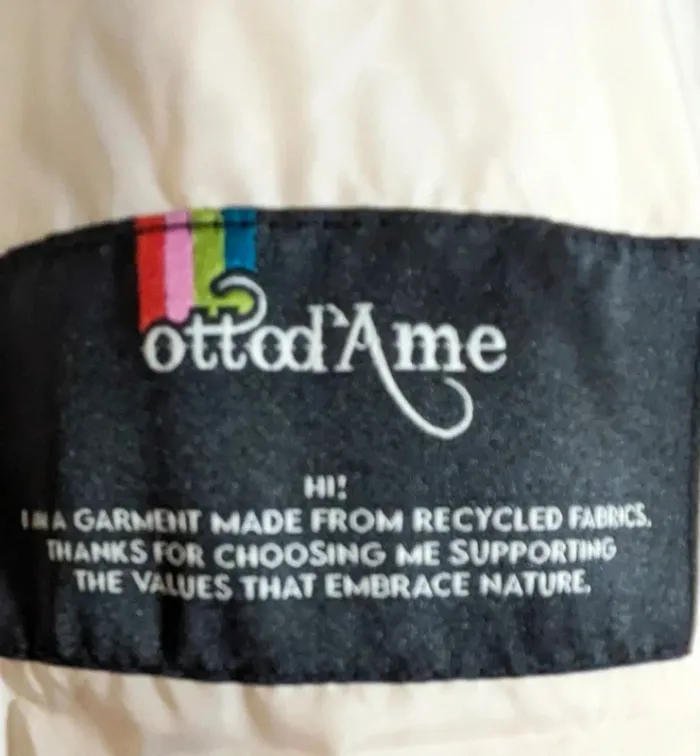 ottod'Ame
HI!
I'M A GARMENT MADE FROM RECYCLED FABRICS.
THANKS FOR CHOOSING ME SUPPORTING
THE VALUES THAT EMBRACE NATURE.